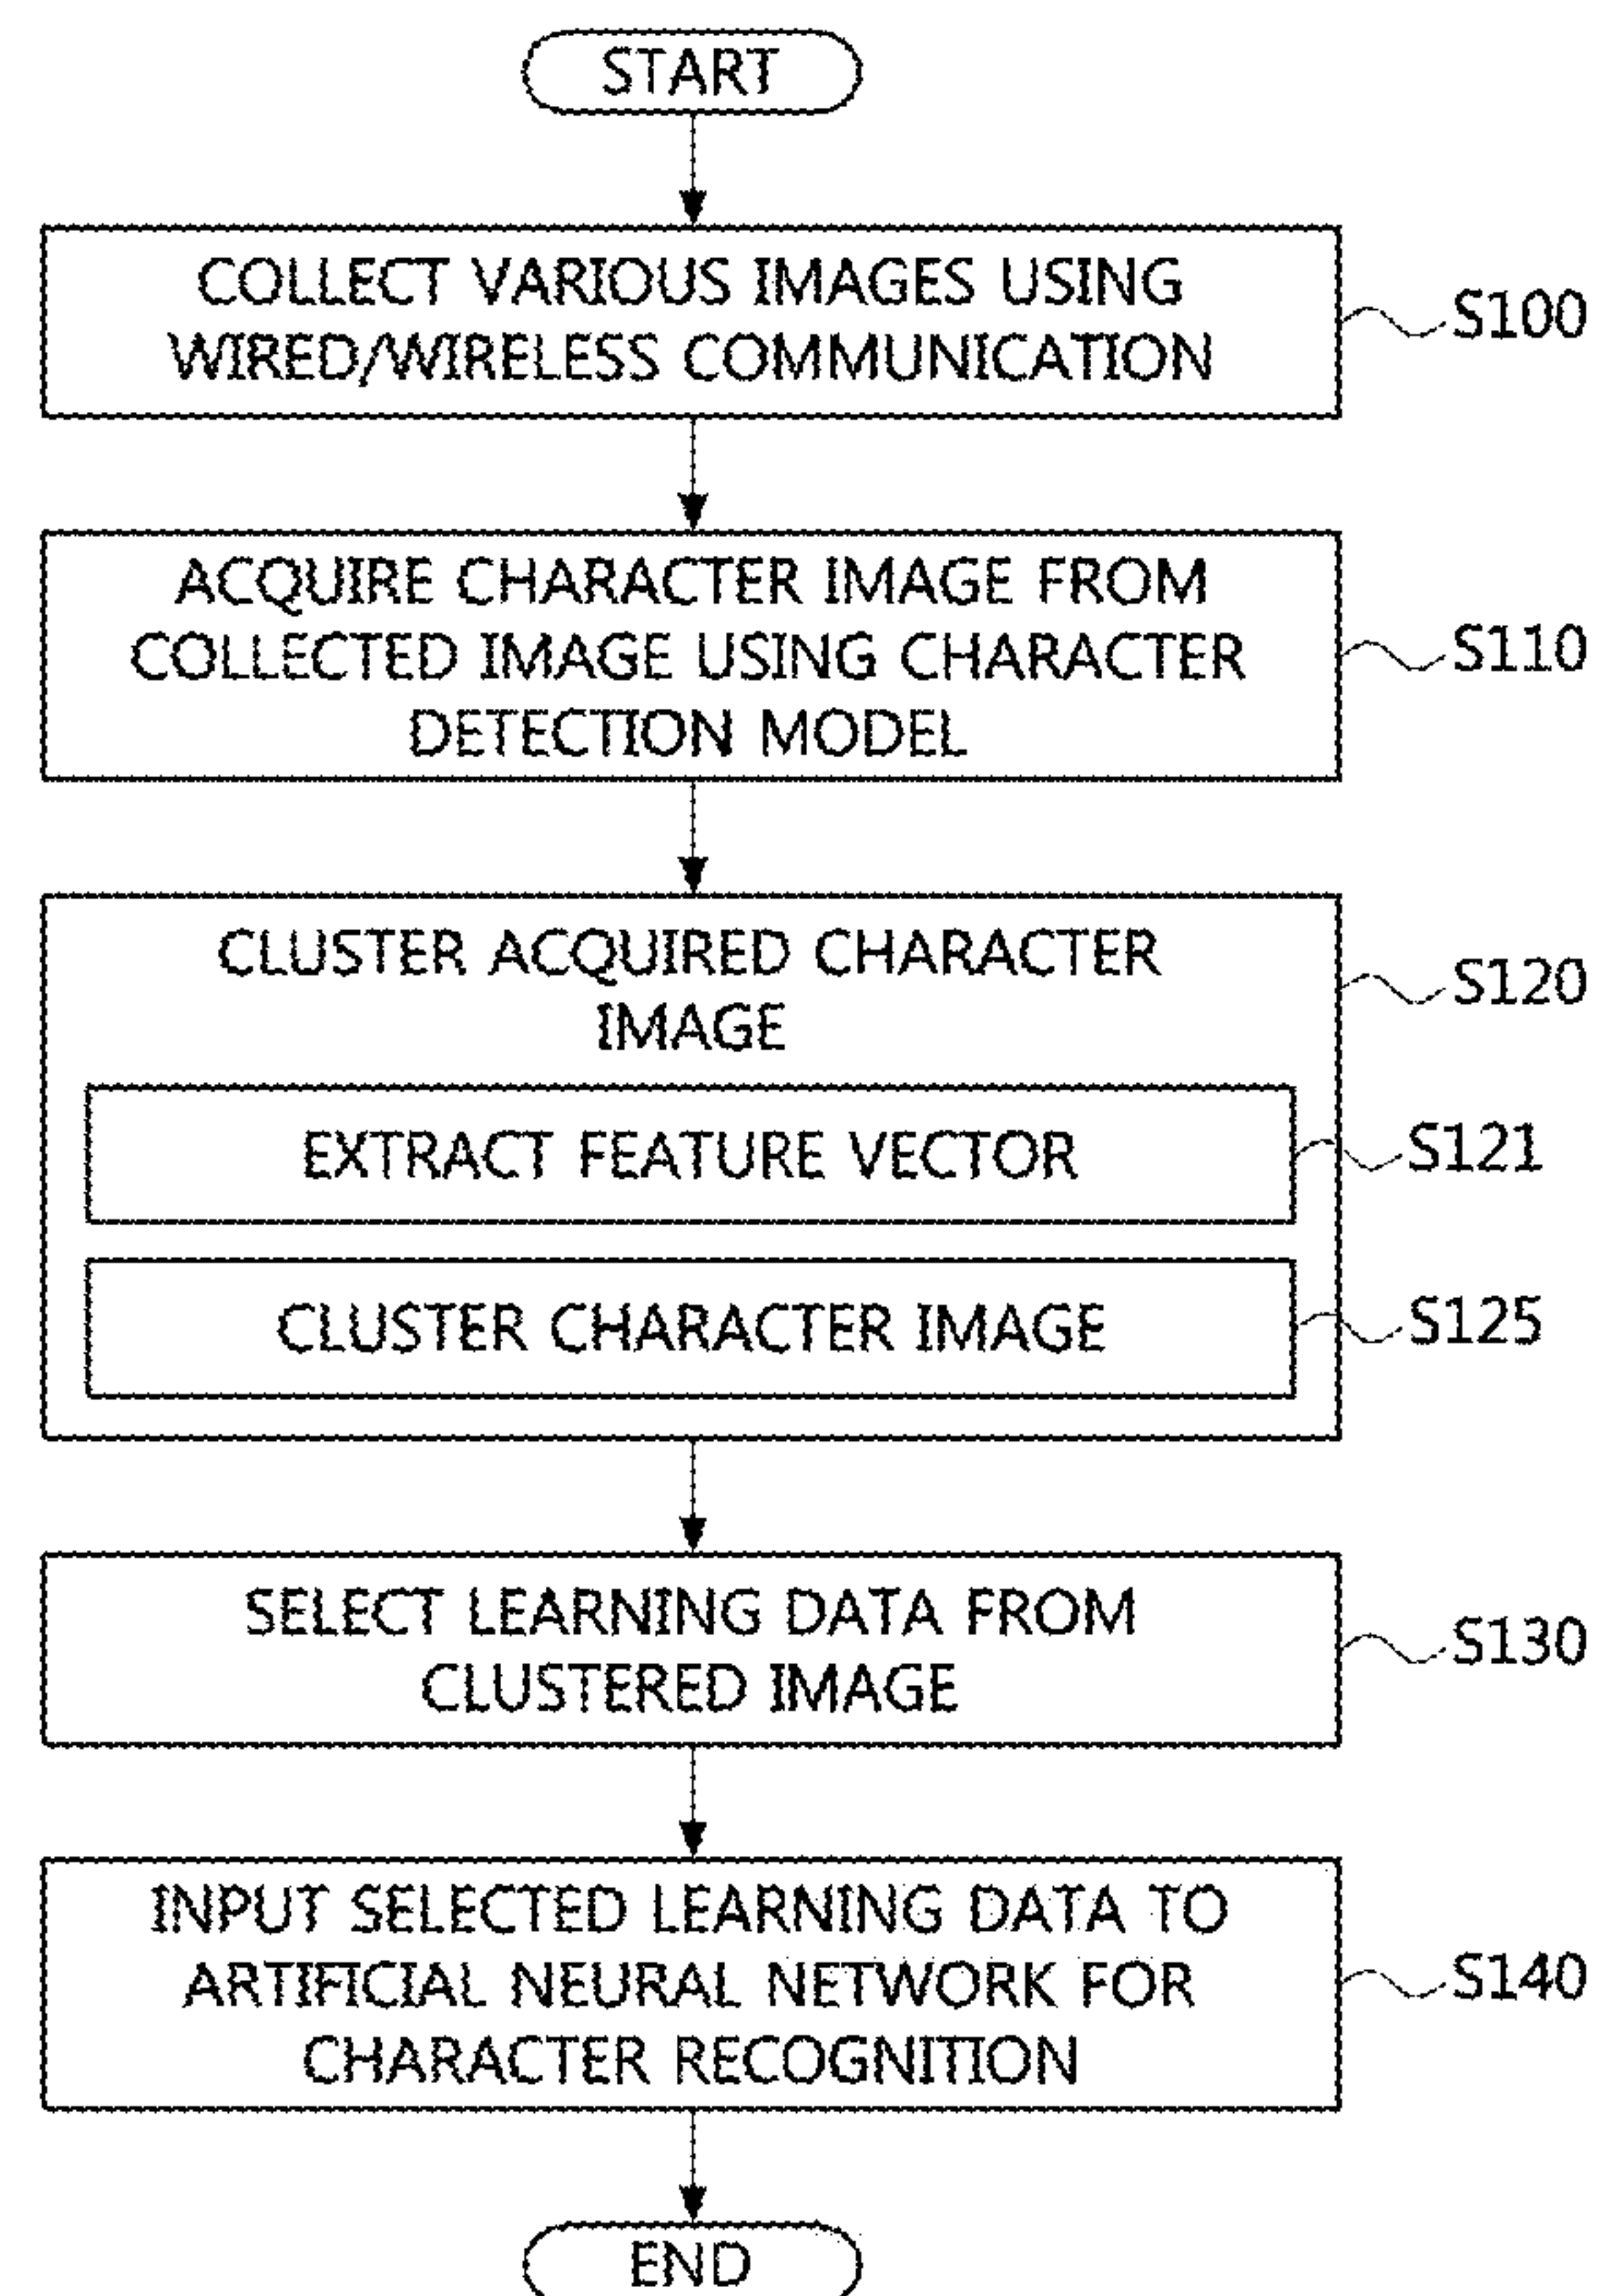 START
COLLECT VARIOUS IMAGES USING
WIRED/WIRELESS COMMUNICATION
S100
ACQUIRE CHARACTER IMAGE FROM
COLLECTED IMAGE USING CHARACTER
DETECTION MODEL
S110
CLUSTER ACQUIRED CHARACTER
IMAGE
S120
EXTRACT FEATURE VECTOR
S121
CLUSTER CHARACTER IMAGE
S125
SELECT LEARNING DATA FROM
CLUSTERED IMAGE
S130
INPUT SELECTED LEARNING DATA TO
ARTIFICIAL NEURAL NETWORK FOR
CHARACTER RECOGNITION
S140
END